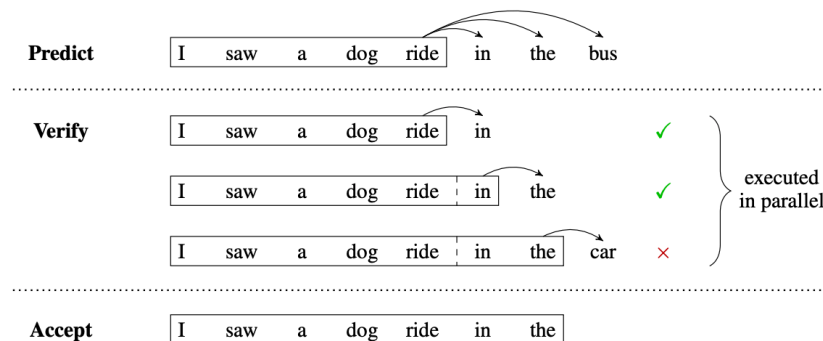 Predict I saw a dog ride in the bus
Verify I saw a dog ride in ✓
I saw a dog ride in the ✓
executed
in parallel
I saw a dog ride in the car ×
Accept I saw a dog ride in the